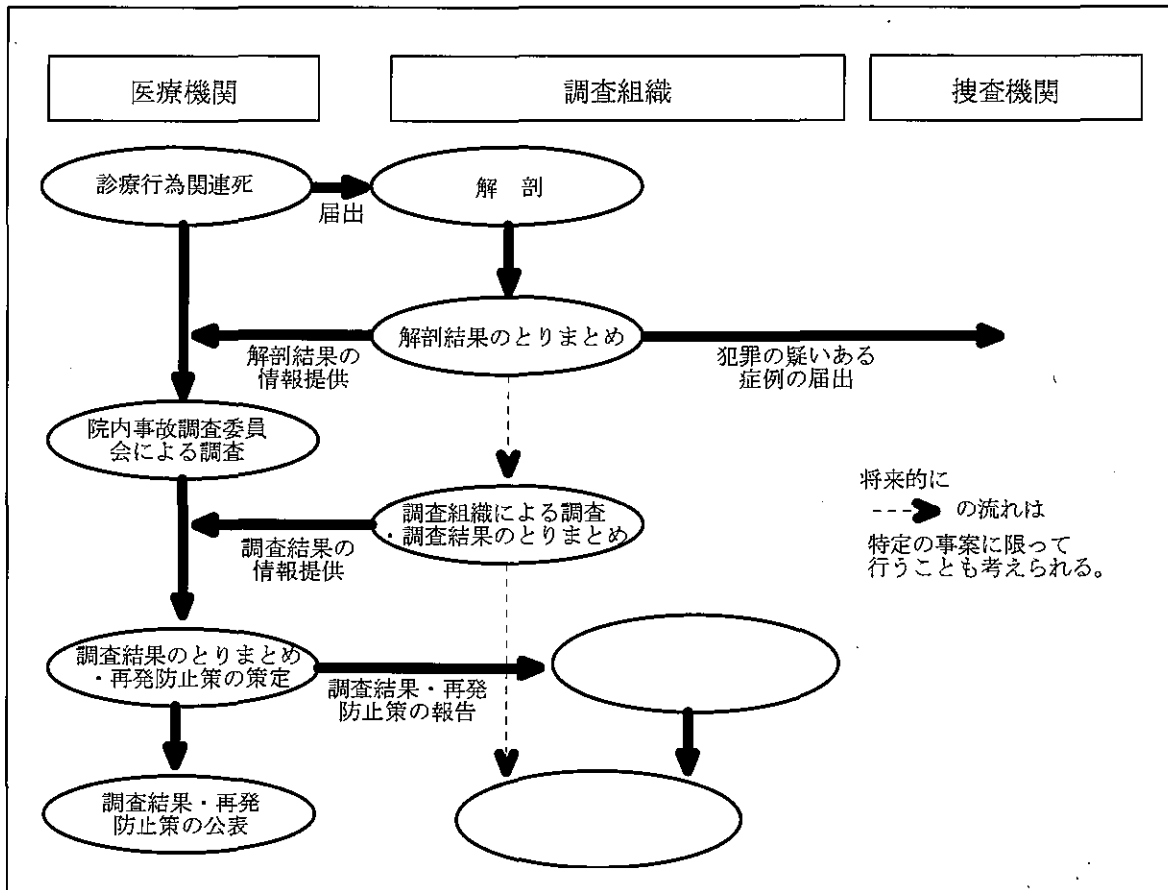 医療機関
調査組織
捜査機関
診療行為関連死
届出
解 剖
解剖結果のとりまとめ
解剖結果の
情報提供
犯罪の疑いある
症例の届出
院内事故調査委員
会による調査
調査組織による調査
・調査結果のとりまとめ
調査結果の
情報提供
将来的に
の流れは
特定の事案に限って
行うことも考えられる。
調査結果のとりまとめ
・再発防止策の策定
調査結果・再発
防止策の報告
調査結果・再発
防止策の公表